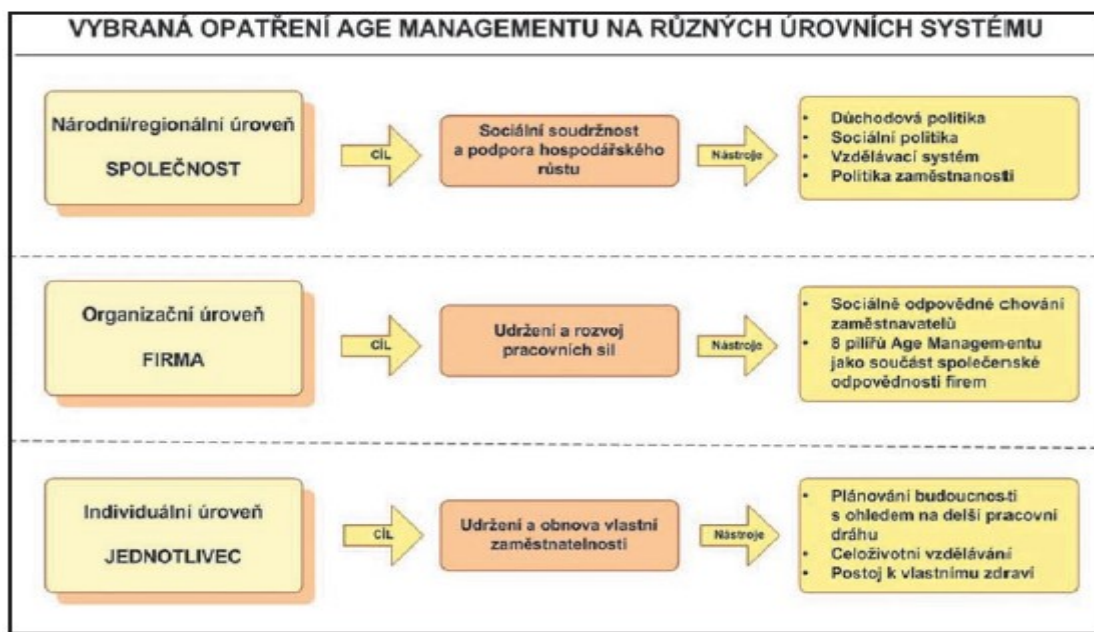 VYBRANÁ OPATŘENÍ AGE MANAGEMENTU NA RŮZNÝCH ÚROVNÍCH SYSTÉMU
Národní/regionální úroveň
SPOLEČNOST
CÍL
Sociální soudržnost
a podpora hospodářského
růstu
Nástroje
• Důchodová politika
• Sociální politika
• Vzdělávací systém
• Politika zaměstnanosti
Organizační úroveň
FIRMA
CÍL
Udržení a rozvoj
pracovních sil
Nástroje
• Sociálně odpovědné chování
zaměstnavatelů
• 8 pilířů Age Managementu
jako součást společenské
odpovědnosti firem
Individuální úroveň
JEDNOTLIVEC
CÍL
Udržení a obnova vlastní
zaměstnatelnosti
Nástroje
• Plánování budoucnosti
s ohledem na delší pracovní
dráhu
• Celoživotní vzdělávání
• Postoj k vlastnímu zdraví